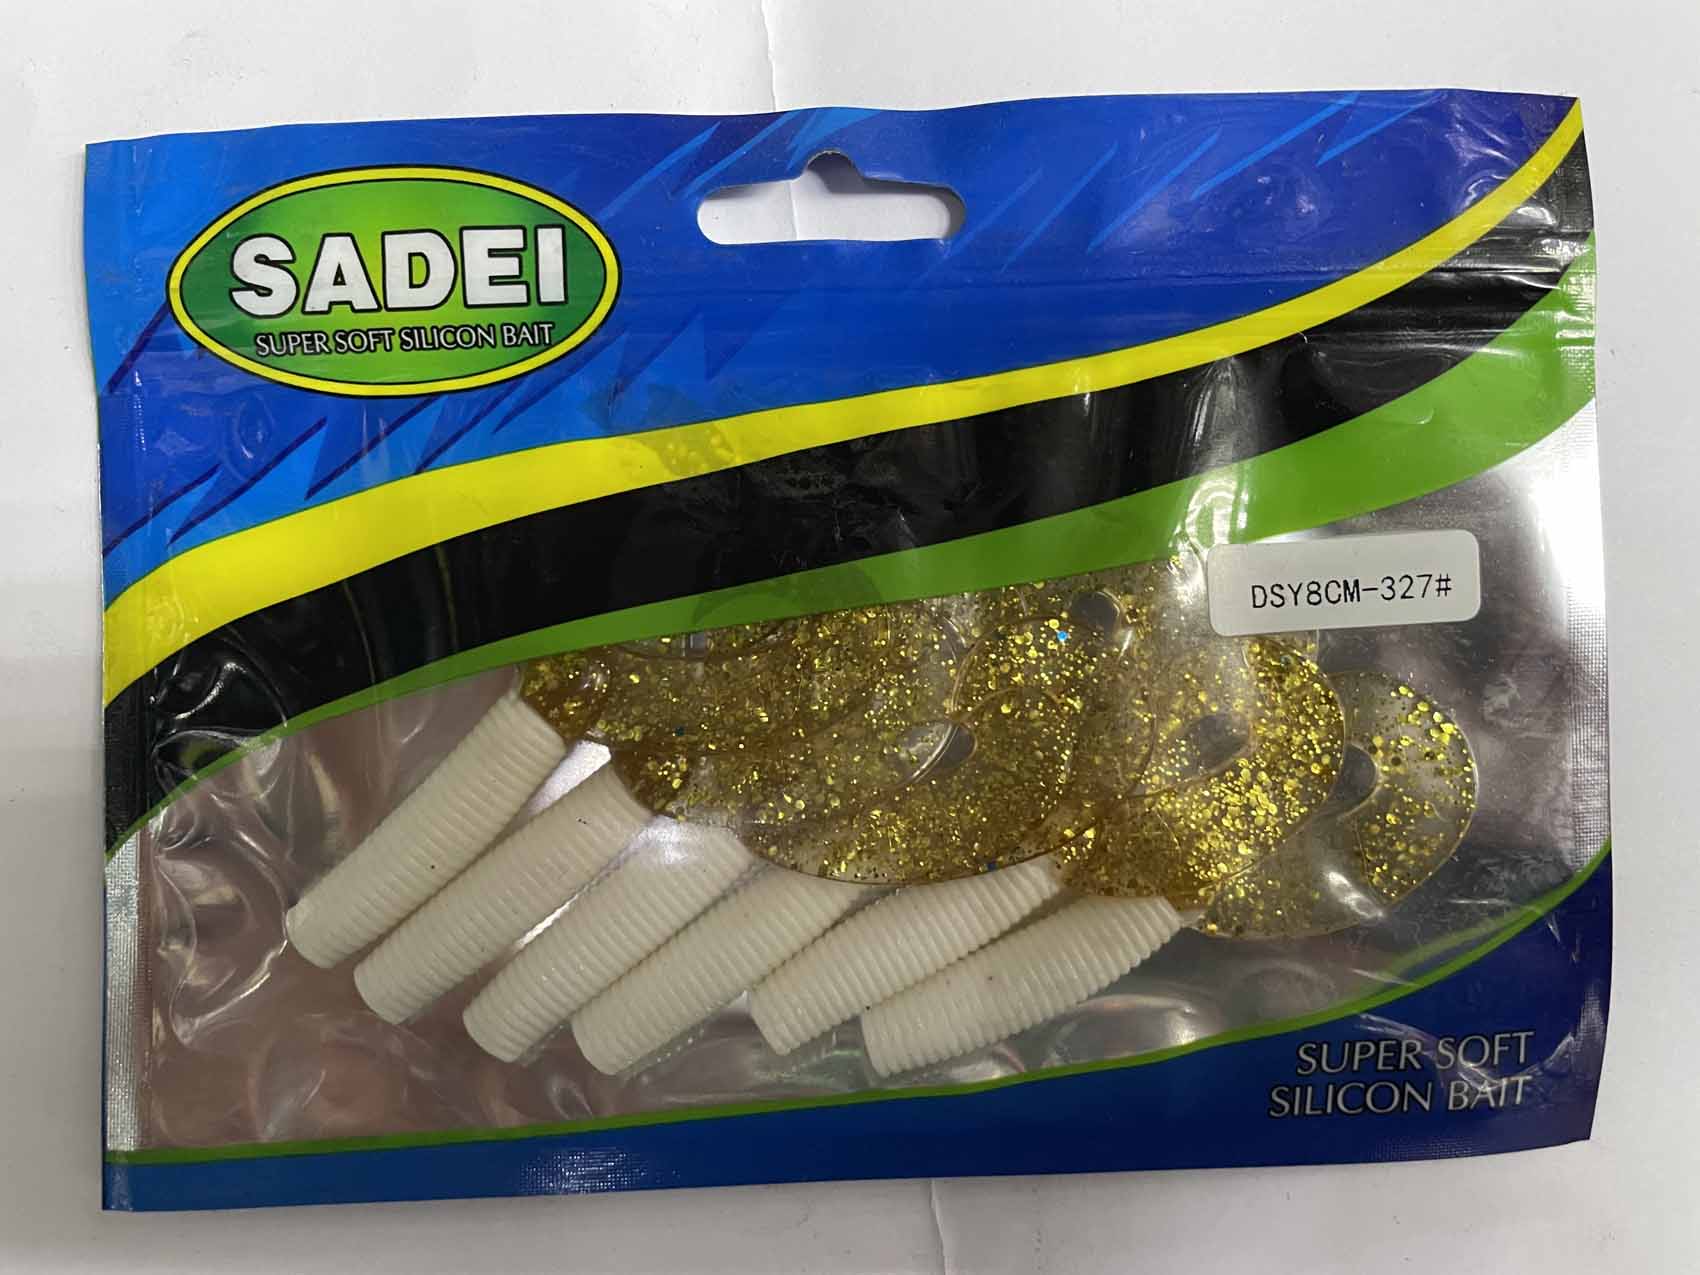 SADEI
SUPER SOFT SILICON BAIT
DSY8CM-327#
SUPER SOFT
SILICON BAIT